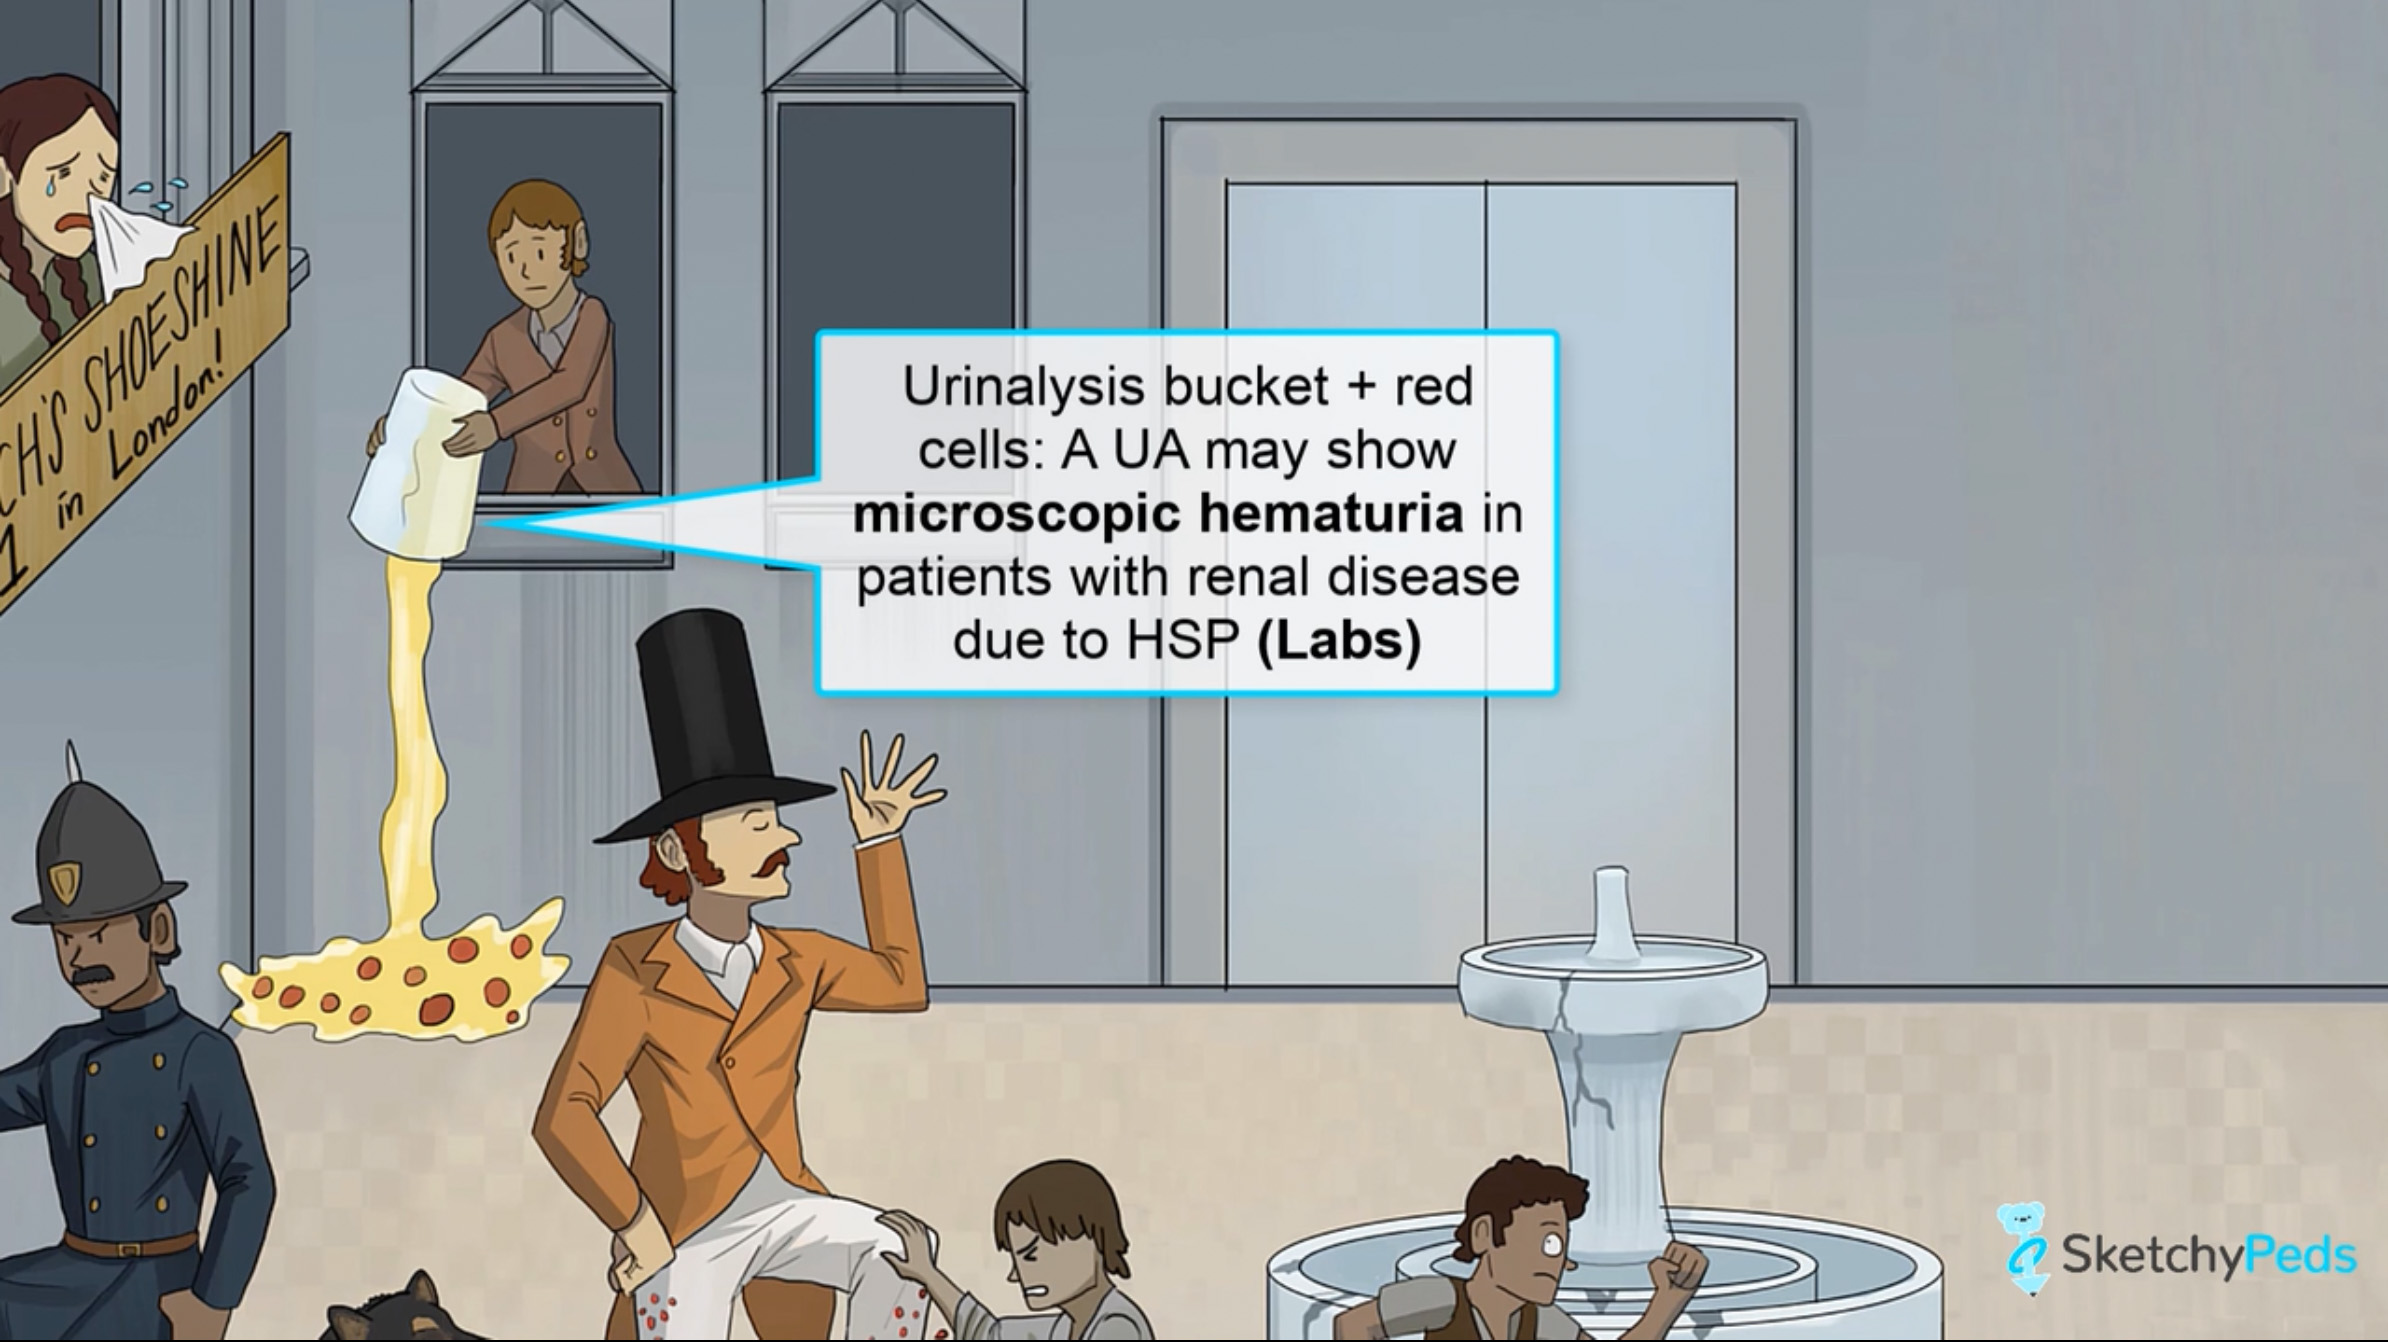 CH'S SHOESHINE
1 in London!
Urinalysis bucket + red
cells: A UA may show
microscopic hematuria in
patients with renal disease
due to HSP (Labs)
SketchyPeds